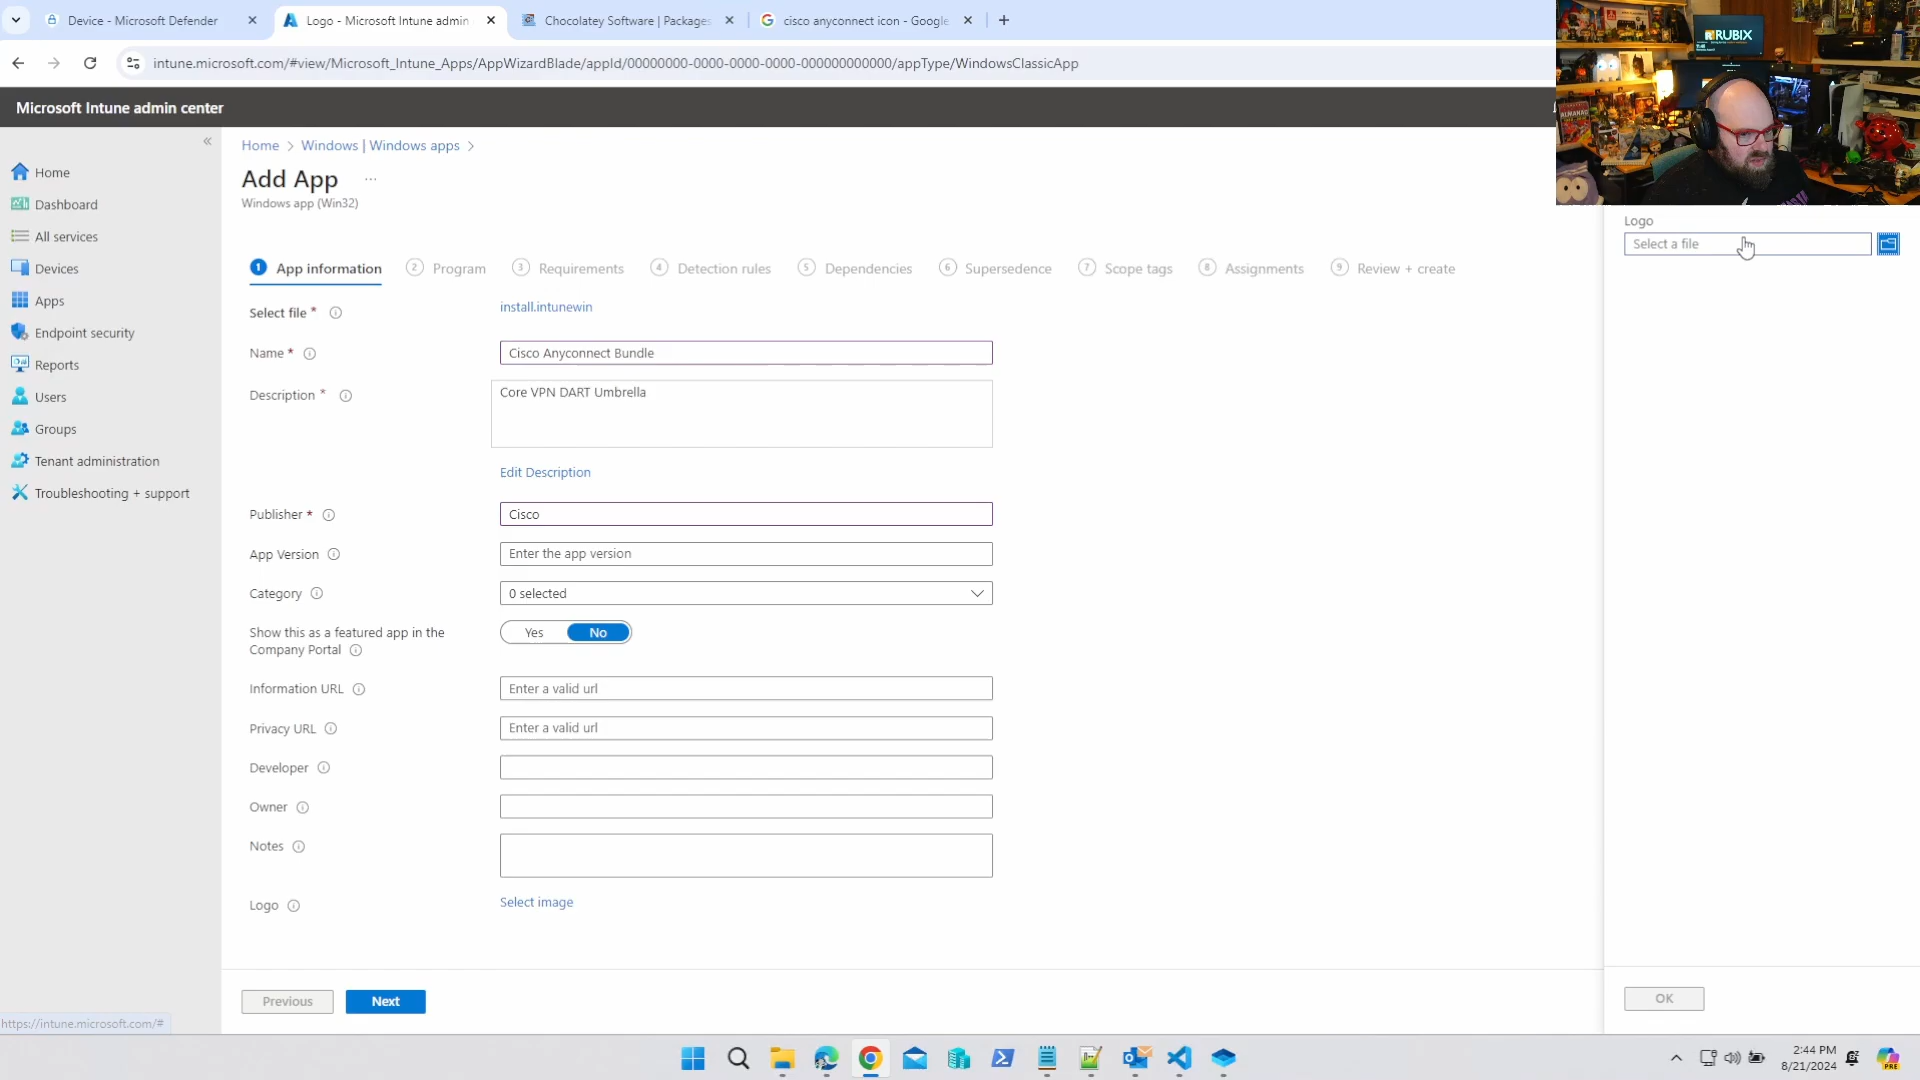 Device - Microsoft Defender
Logo - Microsoft Intune admin
Chocolatey Software | Packages
cisco anyconnect icon - Google
intune.microsoft.com/#view/Microsoft_Intune_Apps/AppWizardBlade/appId/00000000-0000-0000-0000-000000000000/appType/WindowsClassicApp
Microsoft Intune admin center
RUBIX
Home
Dashboard
All services
Devices
Apps
Endpoint security
Reports
Users
Groups
Tenant administration
Troubleshooting + support
Home > Windows | Windows apps >
Add App ...
Windows app (Win32)
1 App information
2 Program
3 Requirements
4 Detection rules
5 Dependencies
6 Supersedence
7 Scope tags
8 Assignments
9 Review + create
Select file *
install.intunewin
Name *
Cisco Anyconnect Bundle
Description *
Core VPN DART Umbrella
Edit Description
Publisher *
Cisco
App Version
Enter the app version
Category
0 selected
Show this as a featured app in the
Company Portal
Yes No
Information URL
Enter a valid url
Privacy URL
Enter a valid url
Developer
Owner
Notes
Logo
Select image
Previous
Next
Logo
Select a file
OK
https://intune.microsoft.com/#
2:44 PM
8/21/2024
PRE